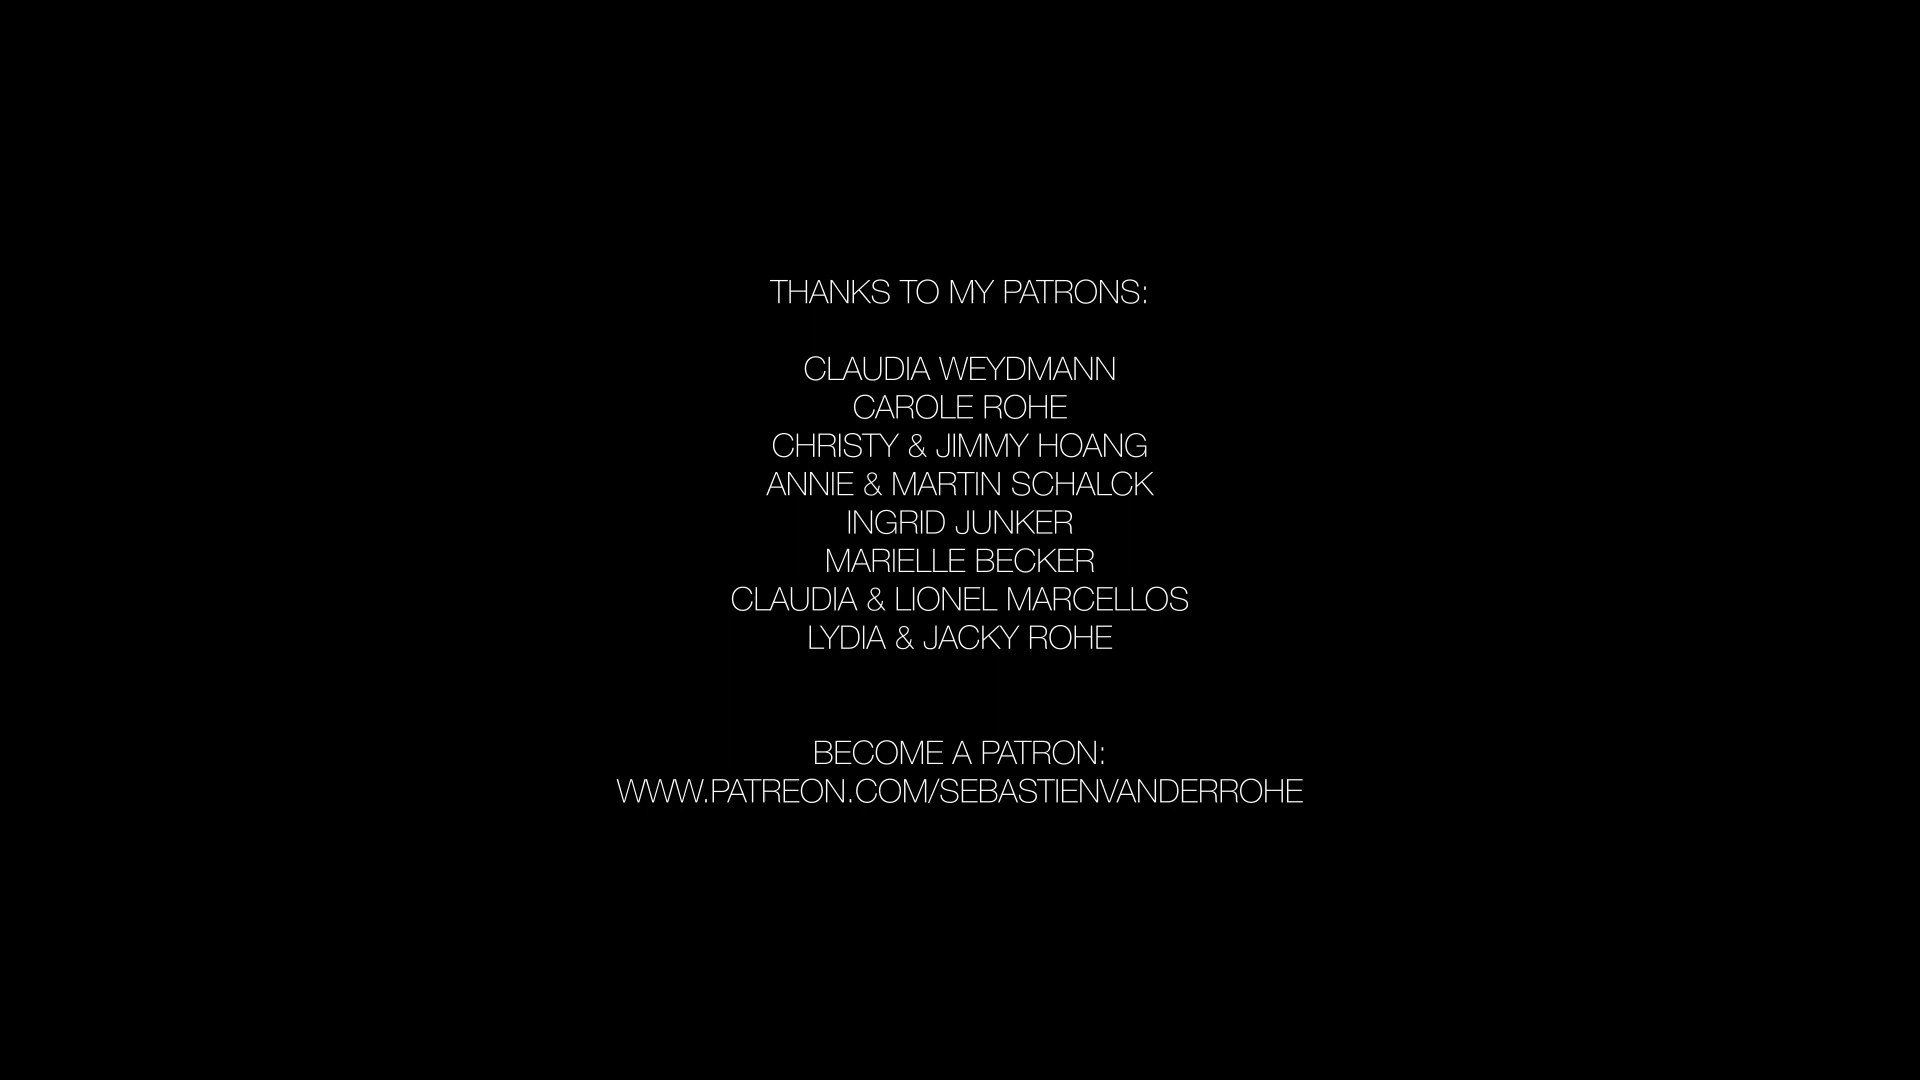 THANKS TO MY PATRONS:
CLAUDIA WEYDMANN
CAROLE ROHE
CHRISTY & JIMMY HOANG
ANNIE & MARTIN SCHALCK
INGRID JUNKER
MARIELLE BECKER
CLAUDIA & LIONEL MARCELLOS
LYDIA & JACKY ROHE
BECOME A PATRON:
WWW.PATREON.COM/SEBASTIENVANDERROHE